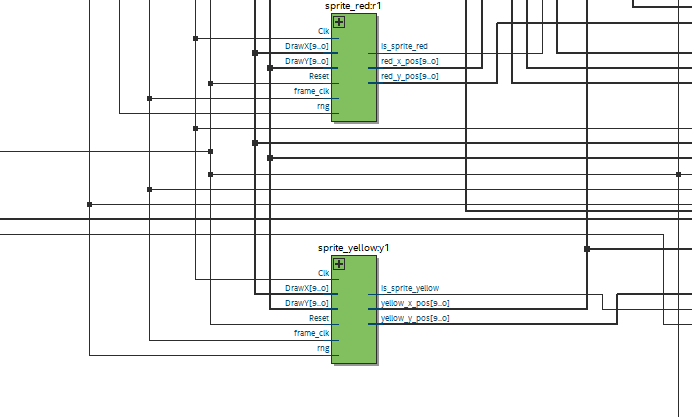 sprite_red:r1
Clk
DrawX[9..0]
is_sprite_red
DrawY[9..0]
red_x_pos[9..0]
Reset
red_y_pos[9..0]
frame_clk
rng
sprite_yellow:y1
Clk
DrawX[9..0]
is_sprite_yellow
DrawY[9..0]
yellow_x_pos[9..0]
Reset
yellow_y_pos[9..0]
frame_clk
rng